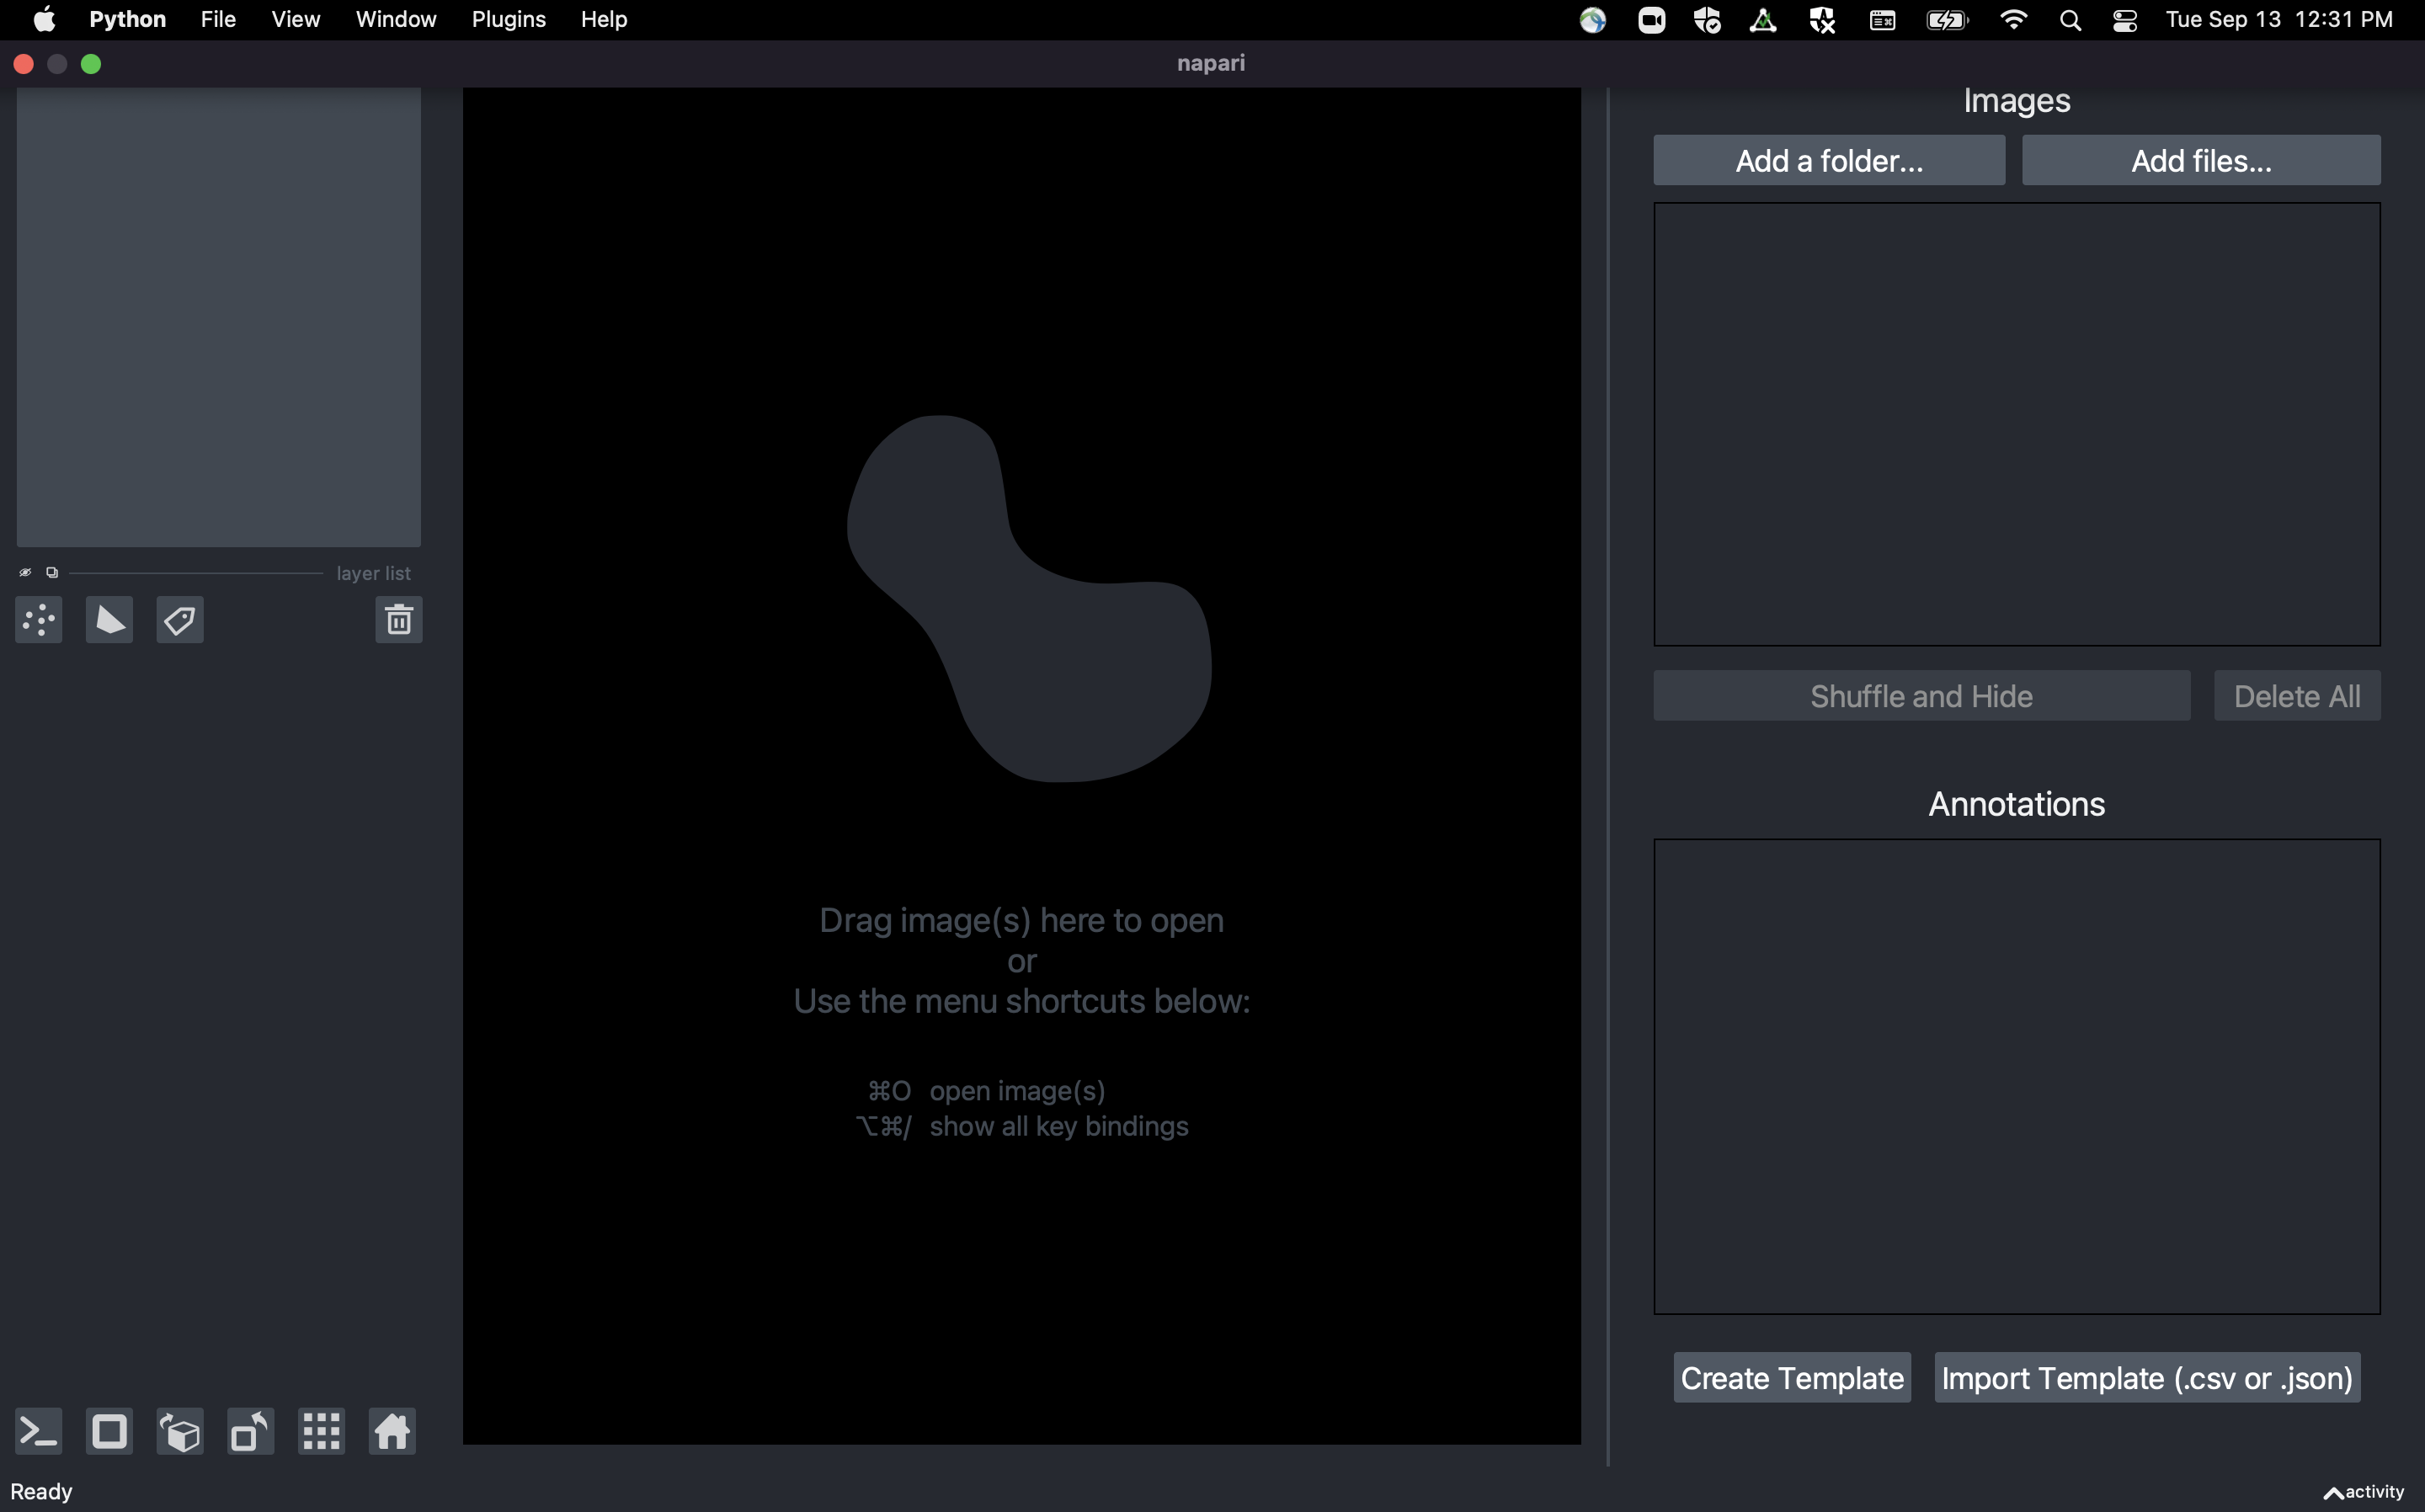 Python File View Window Plugins Help Tue Sep 13 12:31 PM
napari
Images
Add a folder... Add files...
Shuffle and Hide Delete All
layer list
Annotations
Drag image(s) here to open
or
Use the menu shortcuts below:
⌘O open image(s)
⌥⌘/ show all key bindings
Create Template Import Template (.csv or .json)
Ready
activity